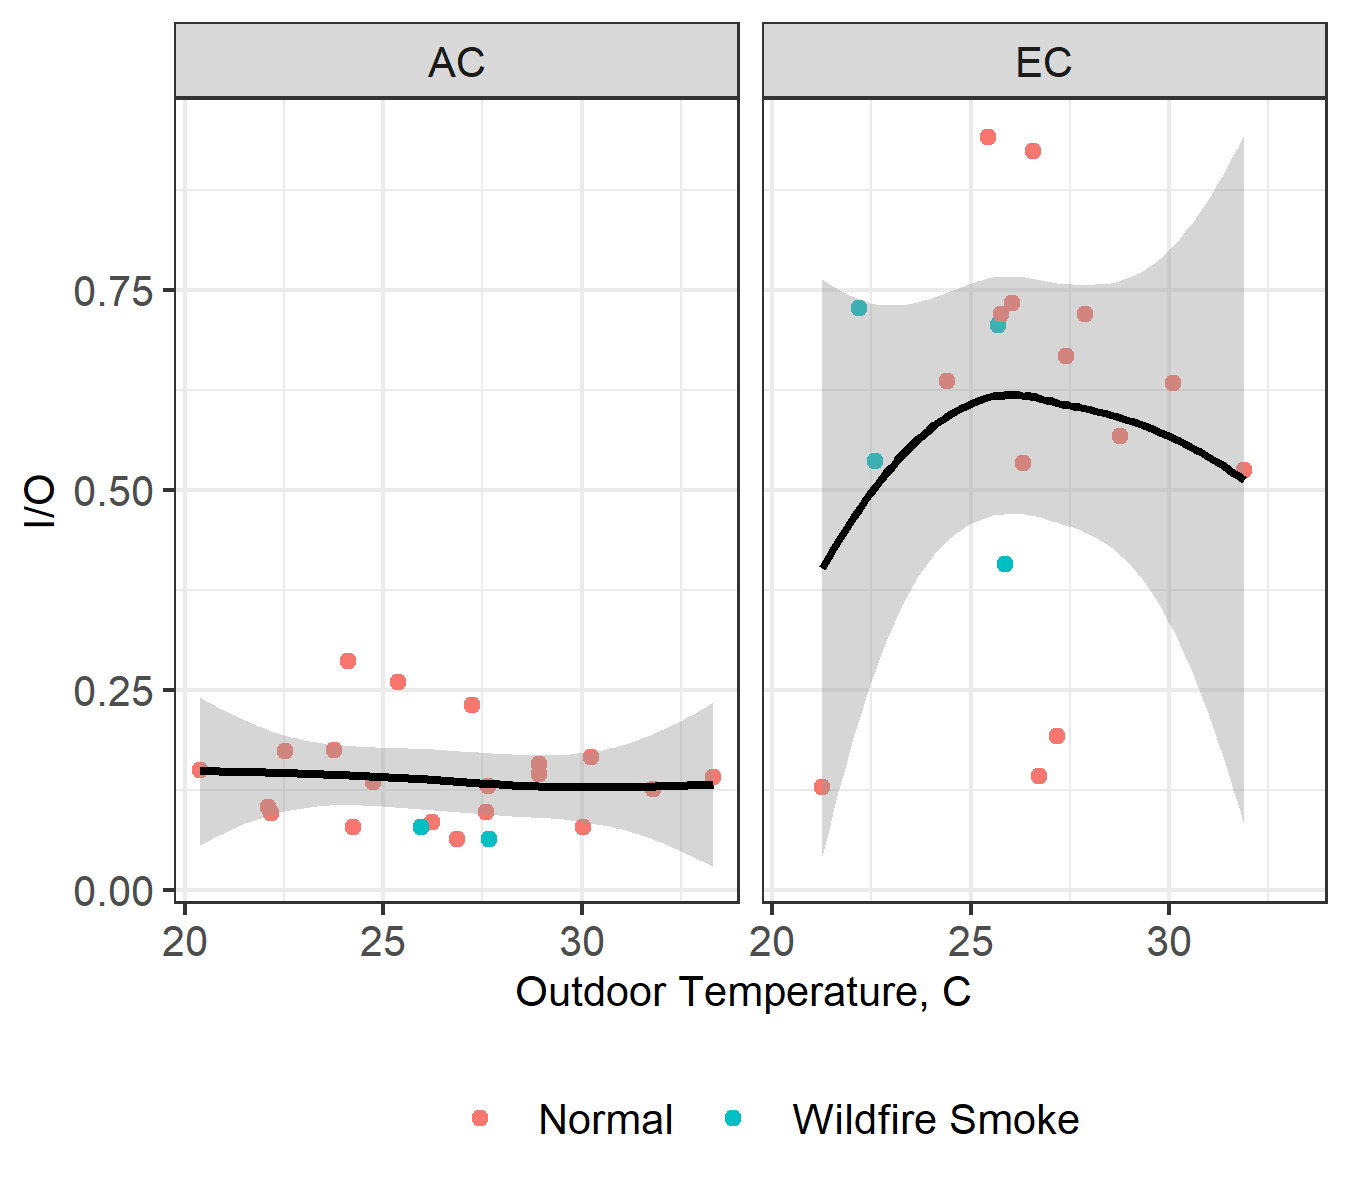 AC EC
0.75
0.50
0.25
0.00
I/O
20 25 30 20 25 30
Outdoor Temperature, C
Normal Wildfire Smoke